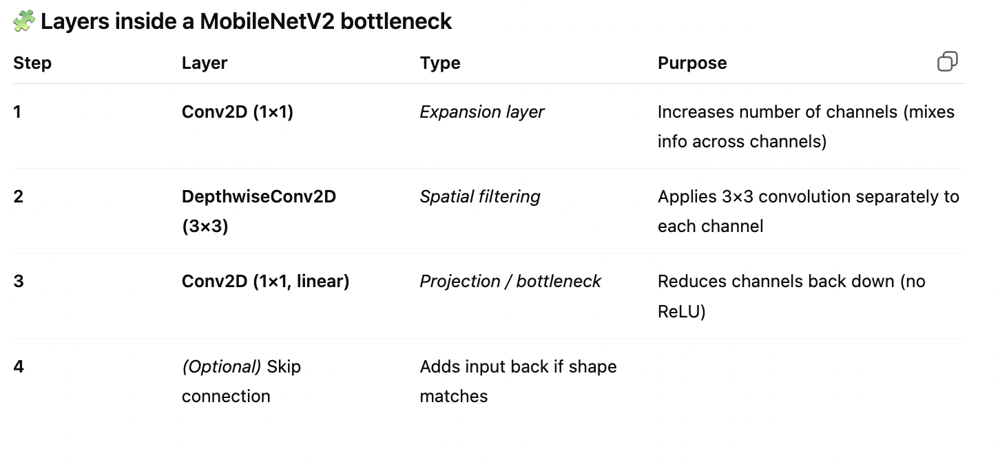 🧩 Layers inside a MobileNetV2 bottleneck
Step Layer Type Purpose
1 Conv2D (1×1) Expansion layer Increases number of channels (mixes
info across channels)
2 DepthwiseConv2D Spatial filtering Applies 3×3 convolution separately to
(3×3) each channel
3 Conv2D (1×1, linear) Projection / bottleneck Reduces channels back down (no
ReLU)
4 (Optional) Skip Adds input back if shape
connection matches